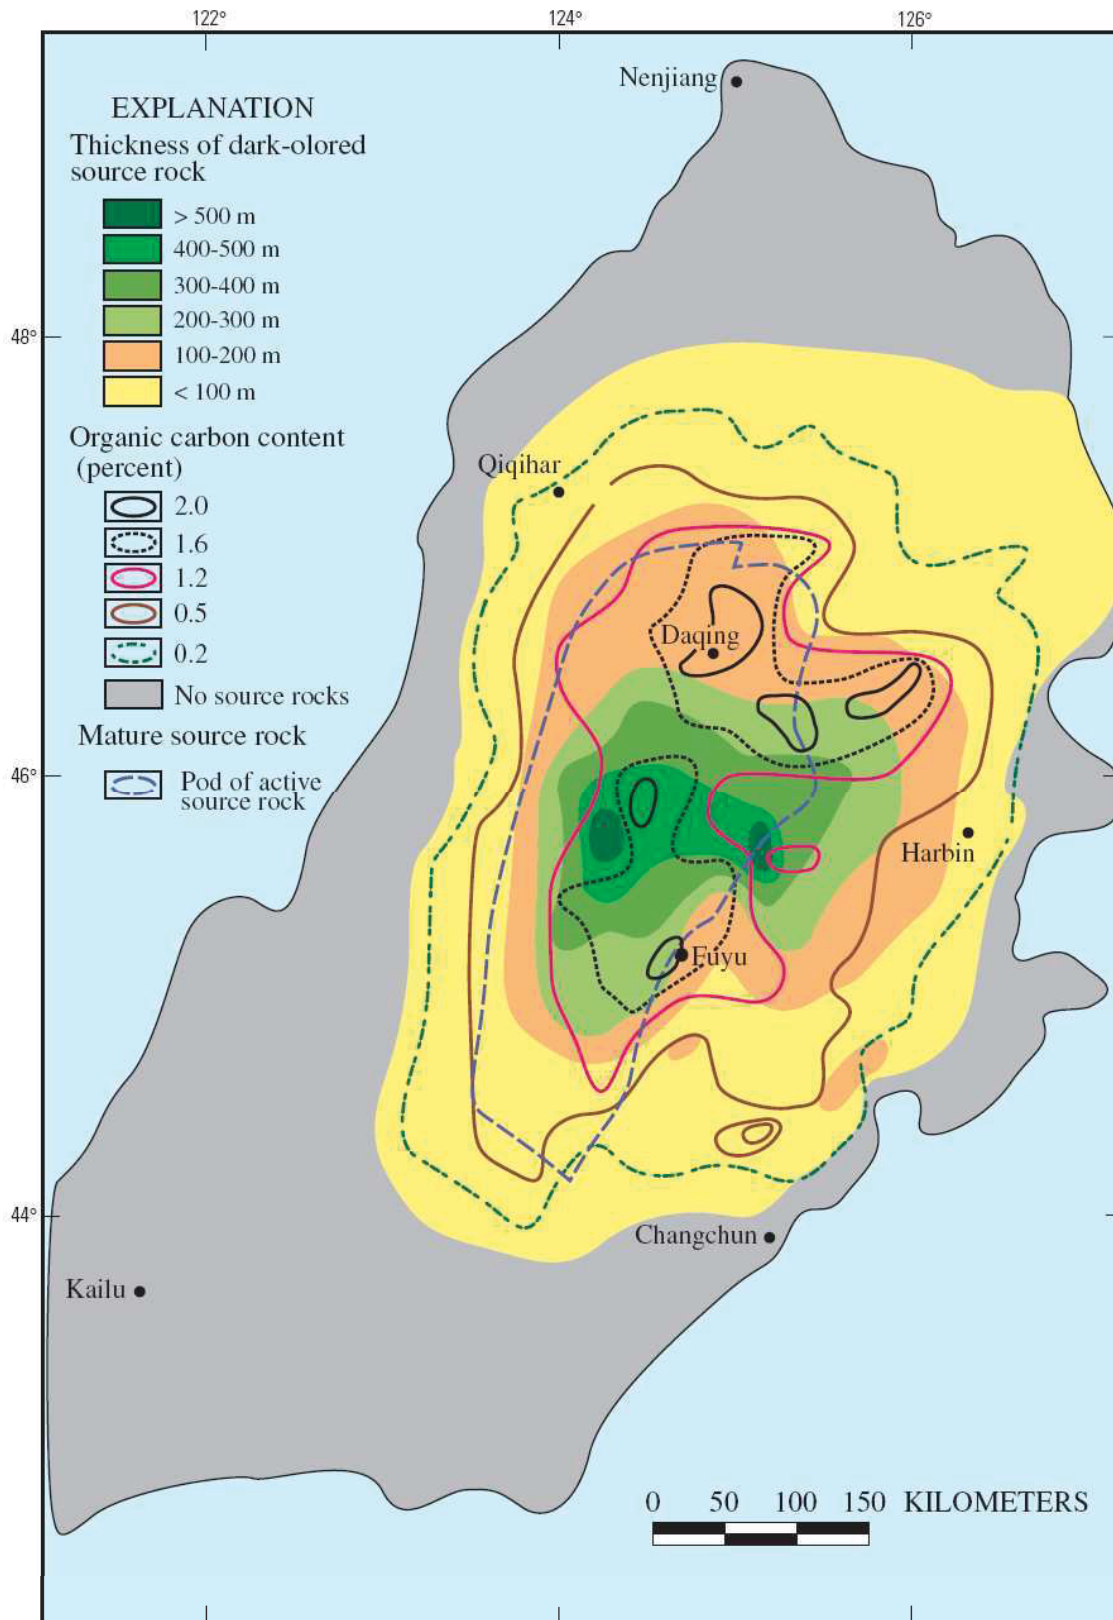 122°
124°
126°
Nenjiang
EXPLANATION
Thickness of dark-olored
source rock
> 500 m
400-500 m
300-400 m
200-300 m
100-200 m
< 100 m
48°
Organic carbon content
(percent)
2.0
1.6
1.2
0.5
0.2
No source rocks
Mature source rock
Pod of active
source rock
Qiqihar
Daqing
46°
Harbin
Fuyu
44°
Changchun
Kailu
0 50 100 150 KILOMETERS